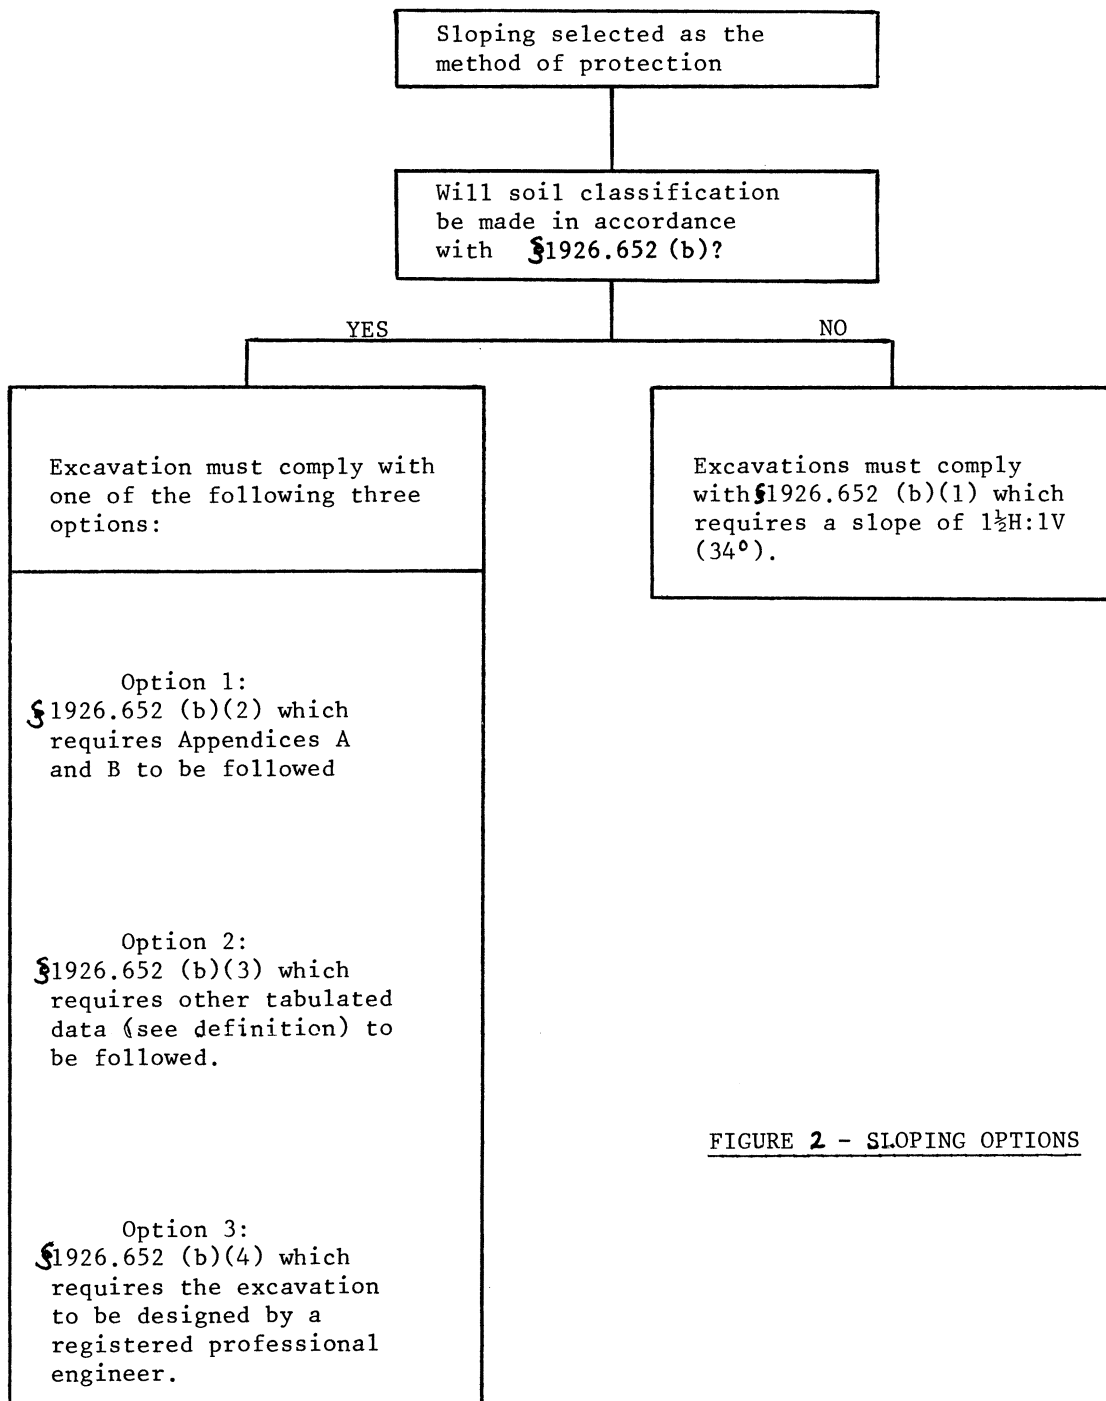 Sloping selected as the
method of protection
Will soil classification
be made in accordance
with §1926.652 (b)?
YES
NO
Excavation must comply with
one of the following three
options:
Excavations must comply
with §1926.652 (b)(1) which
requires a slope of 1½H:1V
(34°).
Option 1:
§1926.652 (b)(2) which
requires Appendices A
and B to be followed
Option 2:
§1926.652 (b)(3) which
requires other tabulated
data (see definition) to
be followed.
FIGURE 2 - SLOPING OPTIONS
Option 3:
§1926.652 (b)(4) which
requires the excavation
to be designed by a
registered professional
engineer.